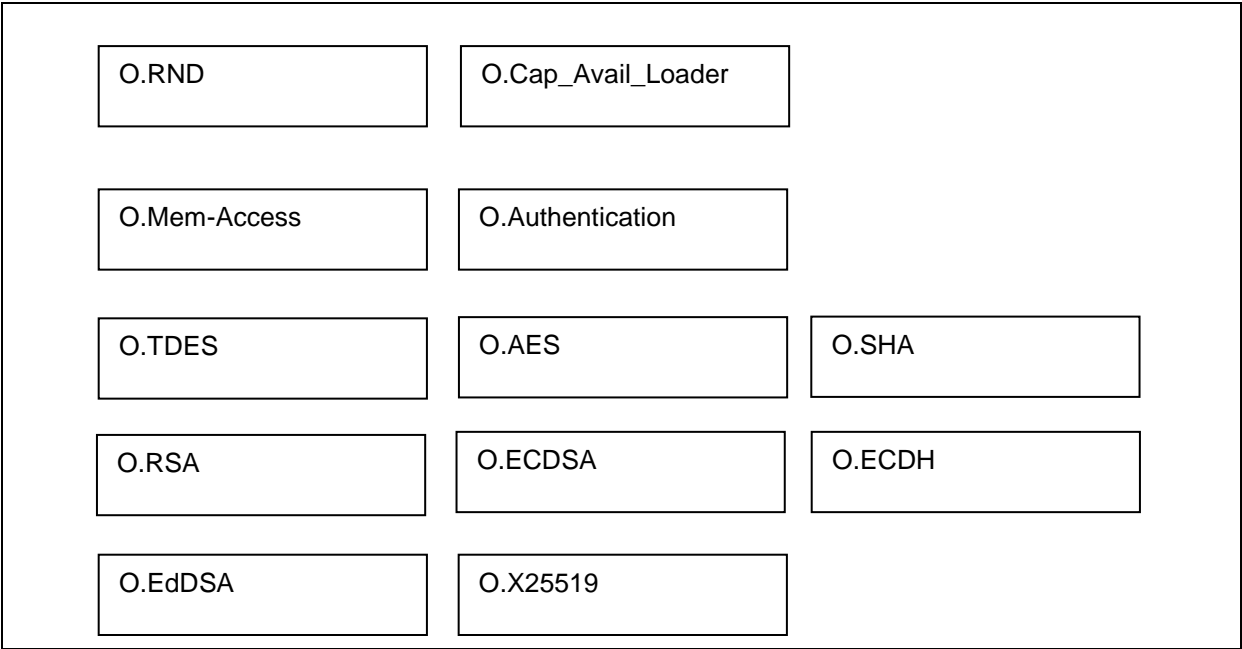 O.RND
O.Cap_Avail_Loader
O.Mem-Access
O.Authentication
O.TDES
O.AES
O.SHA
O.RSA
O.ECDSA
O.ECDH
O.EdDSA
O.X25519